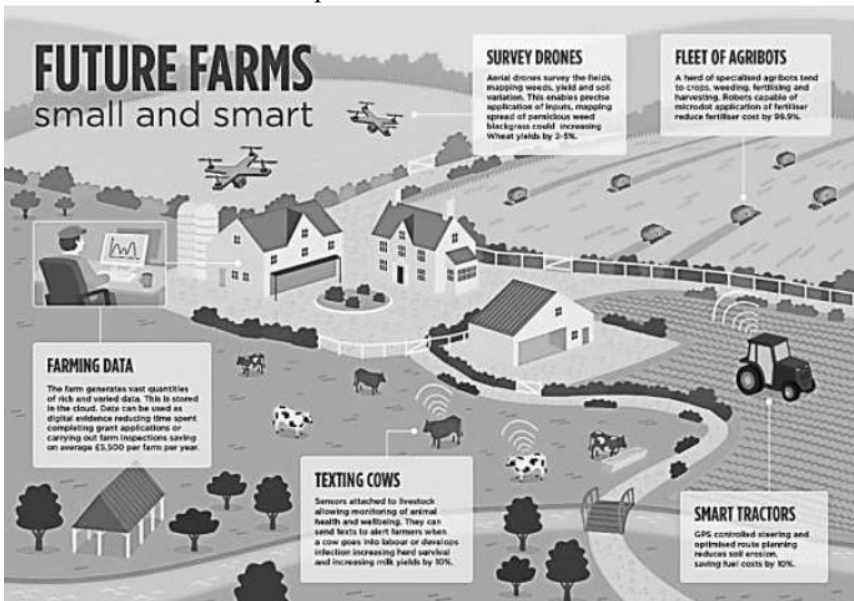 FUTURE FARMS
small and smart
SURVEY DRONES
Aerial drones survey the fields,
mapping weeds, yield and soil
variation. This enables precise
application of inputs, mapping
spread of pernicious weed
blackgrass could increasing
Wheat yields by 2-5%.
FLEET OF AGRIBOTS
A herd of specialised agribots tend
to crops, weeding, fertilising and
harvesting. Robots capable of
microdot application of fertiliser
reduce fertiliser cost by 99.9%.
FARMING DATA
The farm generates vast quantities
of rich and varied data. This is stored
in the cloud. Data can be used as
digital evidence reducing time spent
completing grant applications or
carrying out farm inspections saving
on average £5,500 per farm per year.
TEXTING COWS
Sensors attached to livestock
allowing monitoring of animal
health and wellbeing. They can
send texts to alert farmers when
a cow goes into labour or develops
infection increasing herd survival
and increasing milk yields by 10%.
SMART TRACTORS
GPS controlled steering and
optimised route planning
reduces soil erosion,
saving fuel costs by 10%.